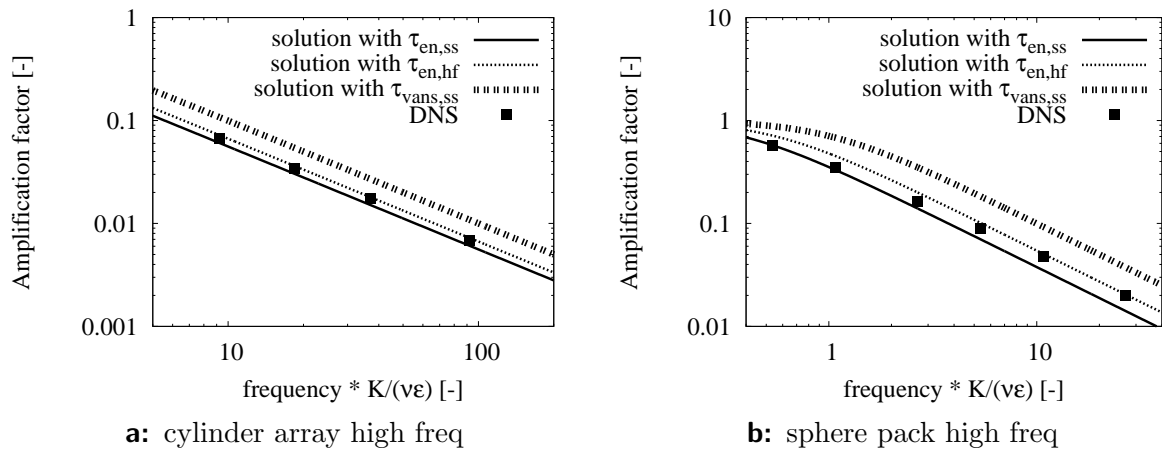 1
0.1
0.01
0.001
10
100
Amplification factor [-]
frequency * K/(νε) [-]
solution with τen,ss
solution with τen,hf
solution with τvans,ss
DNS
a: cylinder array high freq
10
1
0.1
0.01
1
10
Amplification factor [-]
frequency * K/(νε) [-]
solution with τen,ss
solution with τen,hf
solution with τvans,ss
DNS
b: sphere pack high freq